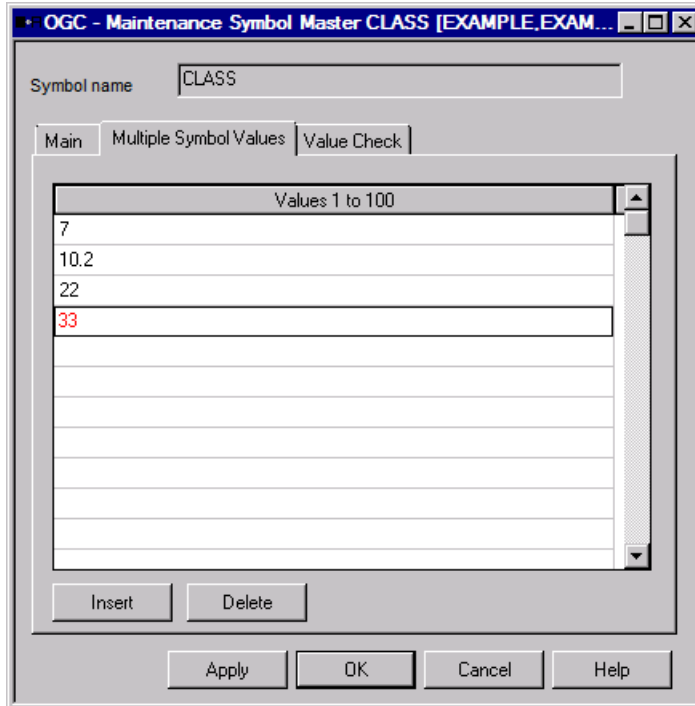 OGC - Maintenance Symbol Master CLASS [EXAMPLE,EXAM...
Symbol name CLASS
Main Multiple Symbol Values Value Check
Values 1 to 100
7
10.2
22
33
Insert Delete
Apply OK Cancel Help